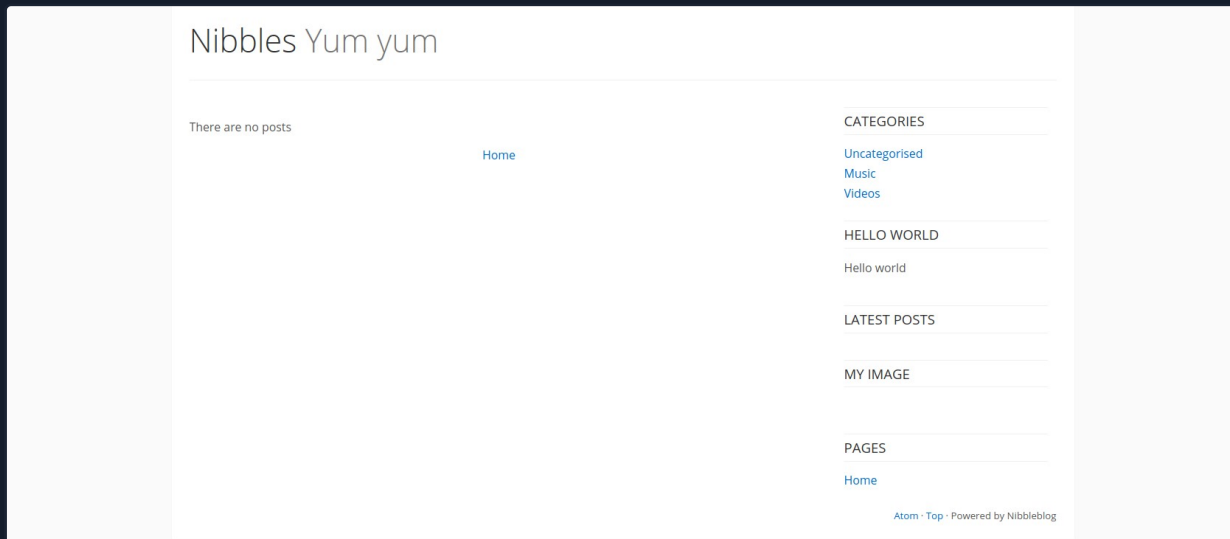 Nibbles Yum yum
There are no posts
Home
CATEGORIES
Uncategorised
Music
Videos
HELLO WORLD
Hello world
LATEST POSTS
MY IMAGE
PAGES
Home
Atom · Top · Powered by Nibbleblog